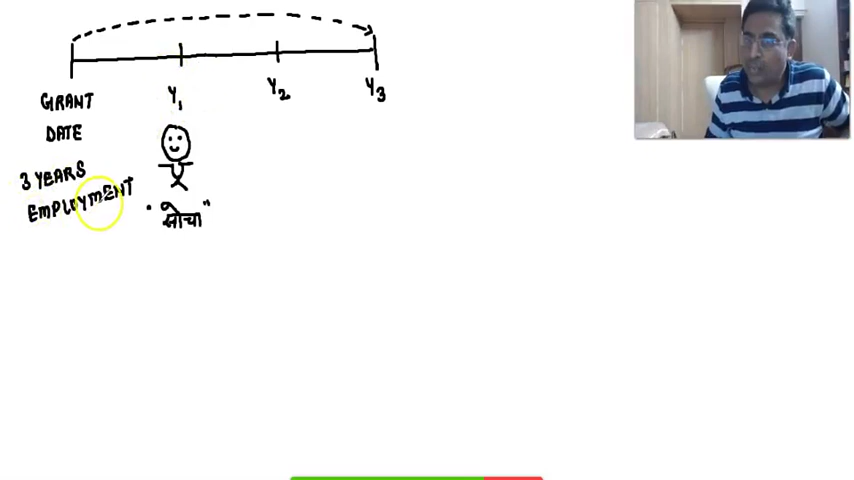 GRANT
DATE
Y1
Y2
Y3
3 YEARS
EMPLOYMENT
"सोचा"